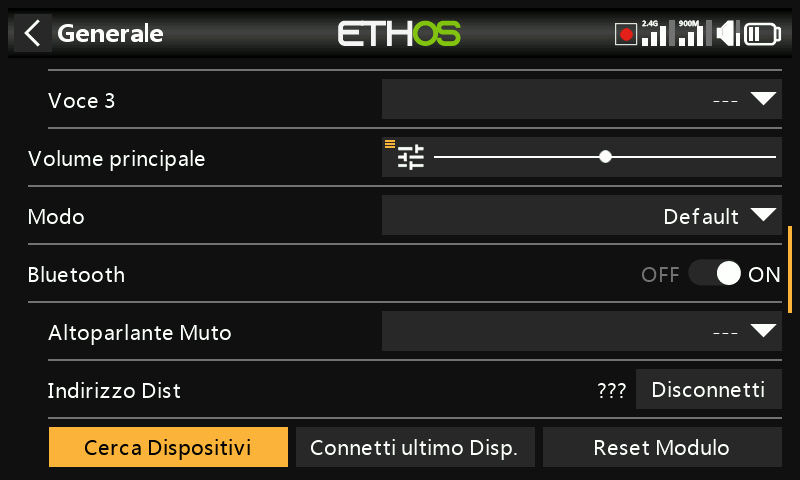 Generale
ETHOS
2.4G 900M
Voce 3 ---
Volume principale
Modo Default
Bluetooth OFF ON
Altoparlante Muto ---
Indirizzo Dist ??? Disconnetti
Cerca Dispositivi Connetti ultimo Disp. Reset Modulo